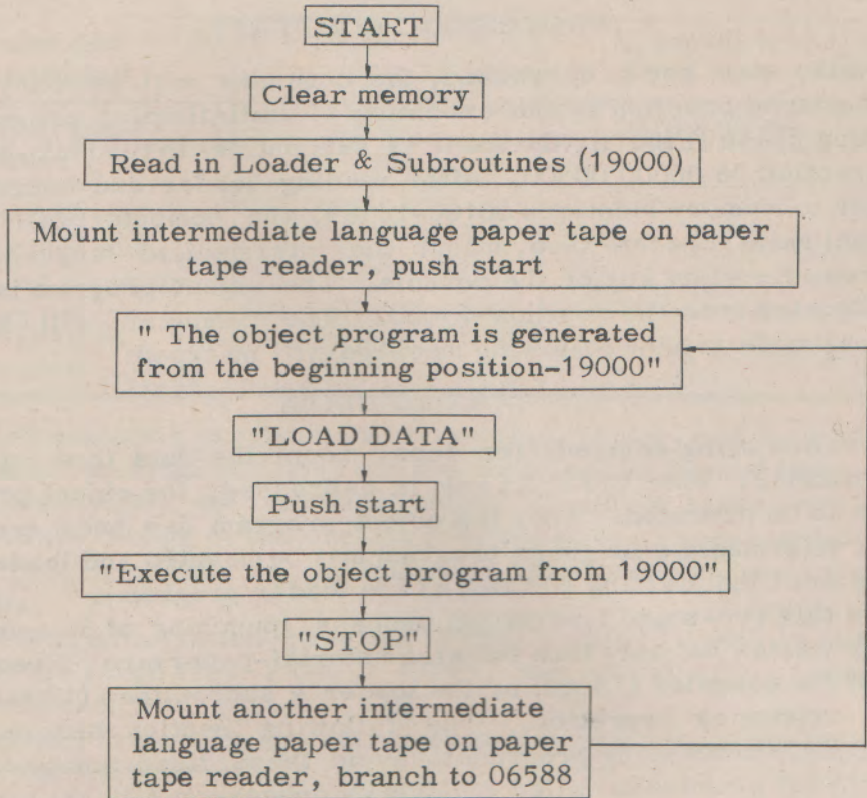 START
Clear memory
Read in Loader & Subroutines (19000)
Mount intermediate language paper tape on paper
tape reader, push start
" The object program is generated
from the beginning position-19000"
"LOAD DATA"
Push start
"Execute the object program from 19000"
"STOP"
Mount another intermediate
language paper tape on paper
tape reader, branch to 06588